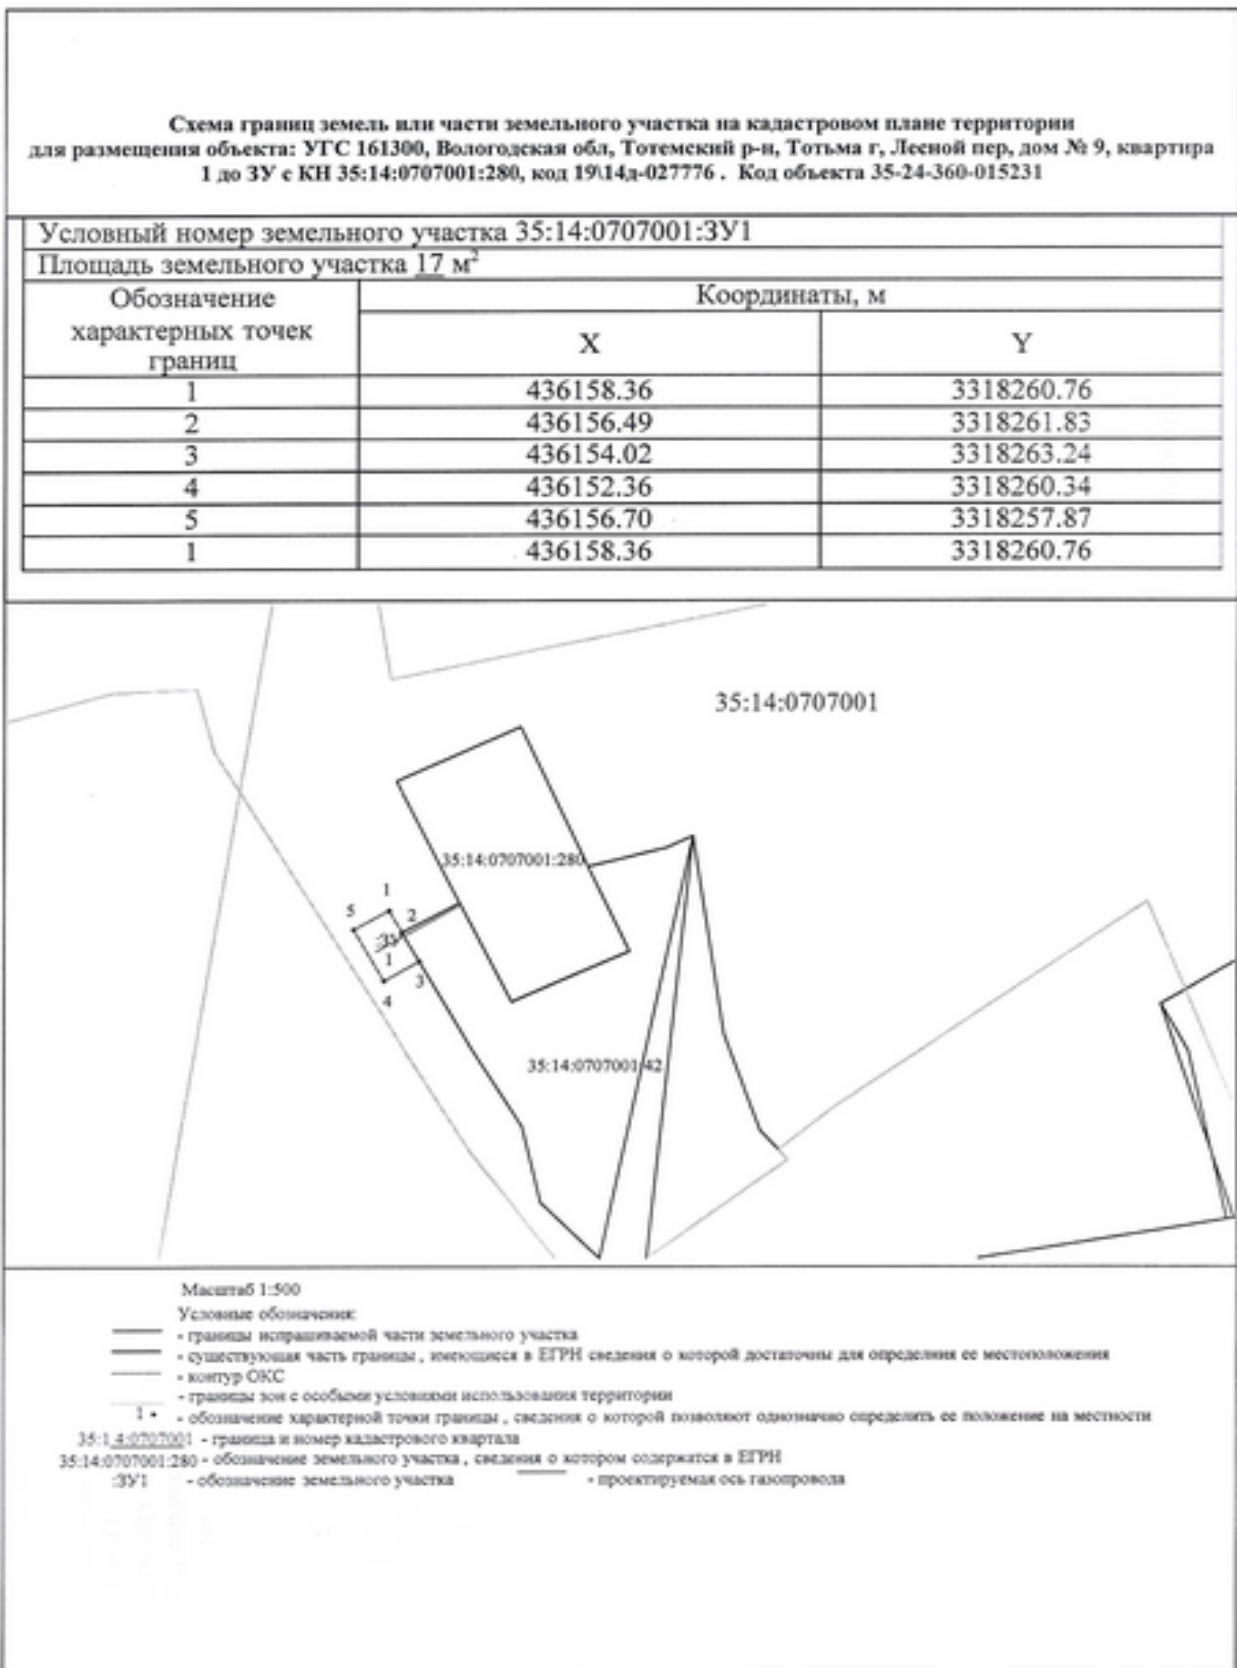 Схема границ земель или части земельного участка на кадастровом плане территории
для размещения объекта: УГС 161300, Вологодская обл, Тотемский р-н, Тотьма г, Лесной пер, дом № 9, квартира
1 до ЗУ с КН 35:14:0707001:280, код 19\14д-027776 . Код объекта 35-24-360-015231
Условный номер земельного участка 35:14:0707001:ЗУ1
Площадь земельного участка 17 м²
Обозначение характерных точек границ
Координаты, м
X Y
1 436158.36 3318260.76
2 436156.49 3318261.83
3 436154.02 3318263.24
4 436152.36 3318260.34
5 436156.70 3318257.87
1 436158.36 3318260.76
35:14:0707001
35:14:0707001:280
1
5
2
:ЗУ
1
3
4
35:14:0707001:42
Масштаб 1:500
Условные обозначения:
- границы испрашиваемой части земельного участка
- существующая часть границы , имеющиеся в ЕГРН сведения о которой достаточны для определния ее местоположения
- контур ОКС
- границы зон с особыми условиями использования территории
1 • - обозначение характерной точки границы , сведения о которой позволяют однозначно определить ее положение на местности
35:14:0707001 - граница и номер кадастрового квартала
35:14:0707001:280 - обозначение земельного участка , сведения о котором содержатся в ЕГРН
:ЗУ1 - обозначение земельного участка - проектируемая ось газопровода